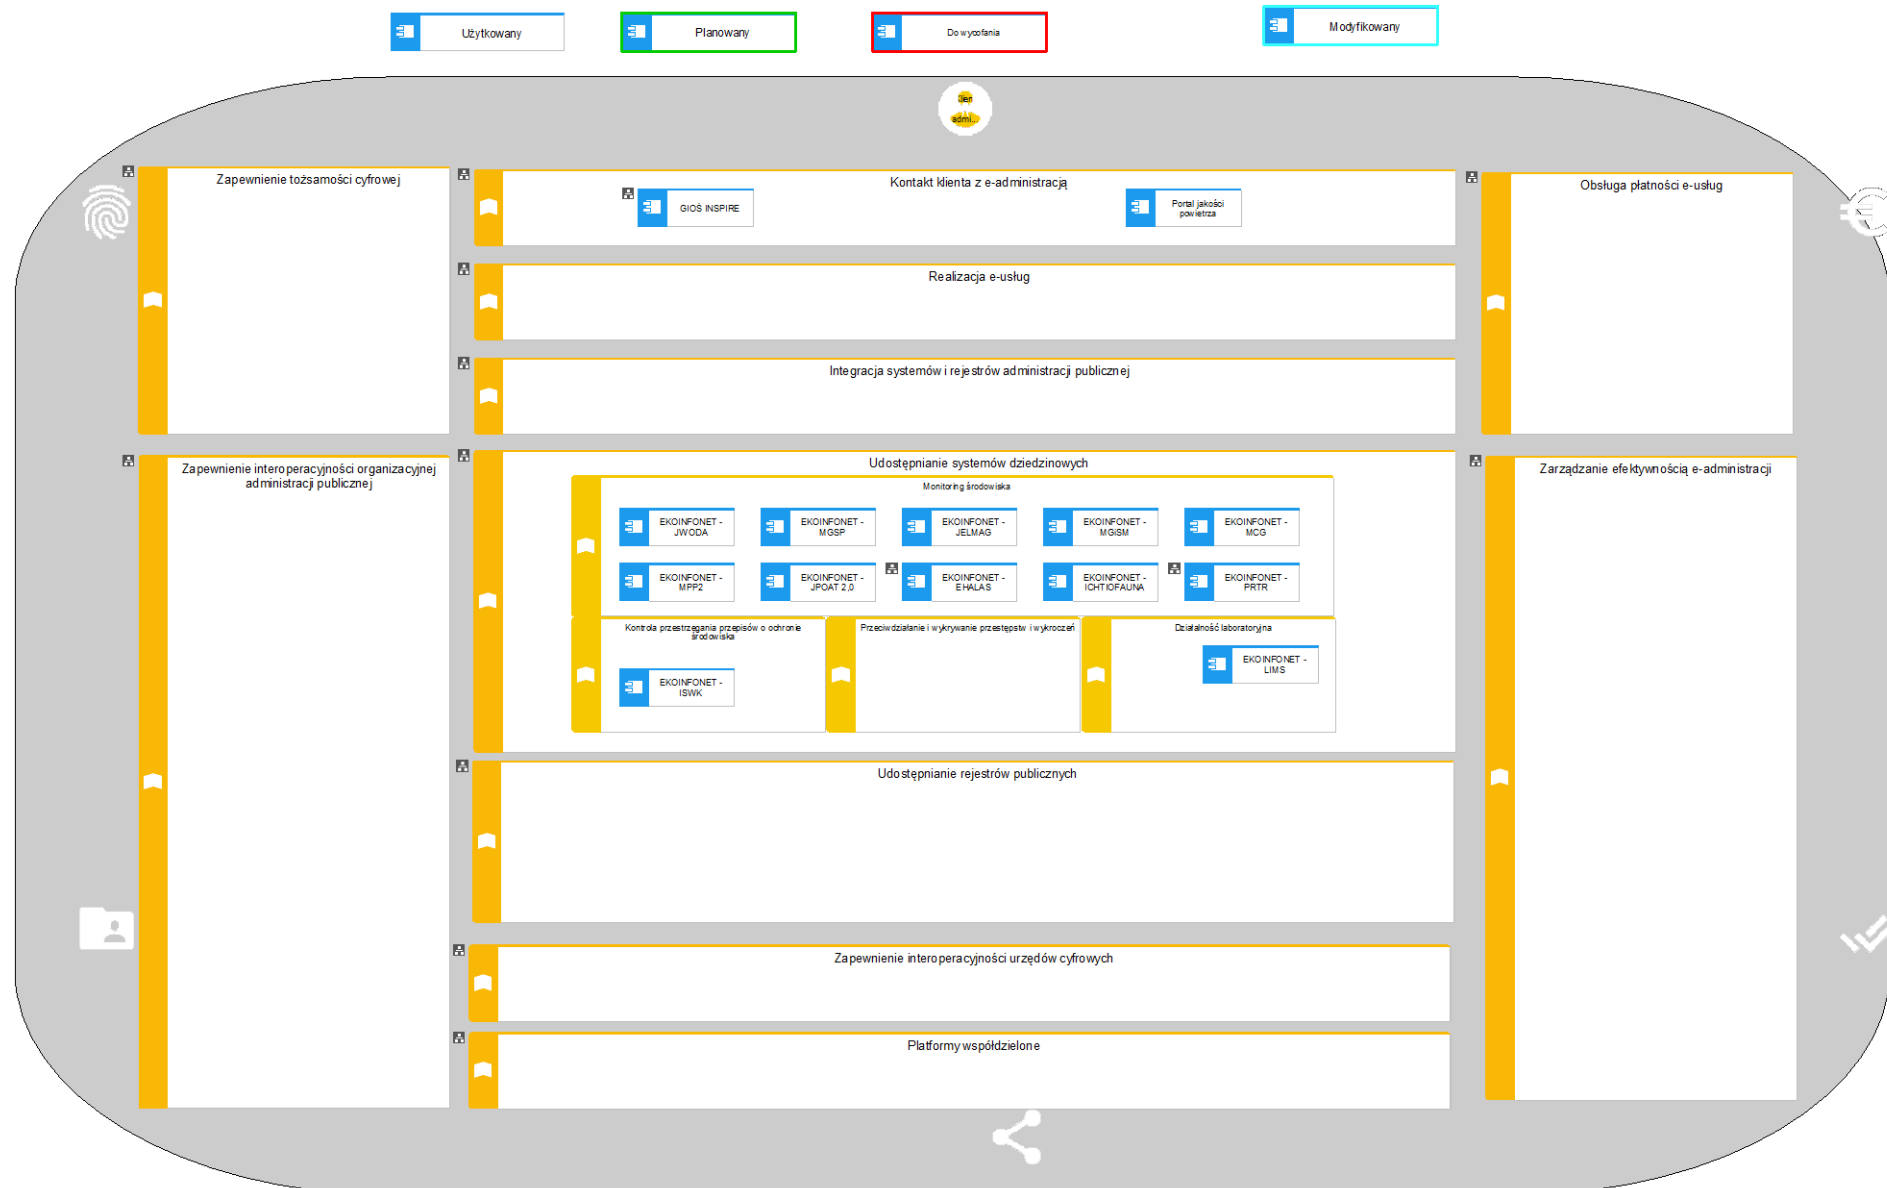 Użytkowany
Planowany
Do wycofania
Modyfikowany
Klien
admi...
Zapewnienie tożsamości cyfrowej
Kontakt klienta z e-administracją
GIOŚ INSPIRE
Portal jakości
powietrza
Obsługa płatności e-usług
Realizacja e-usług
Integracja systemów i rejestrów administracji publicznej
Zapewnienie interoperacyjności organizacyjnej
administracji publicznej
Udostępnianie systemów dziedzinowych
Monitoring środowiska
EKOINFONET -
JWODA
EKOINFONET -
MGSP
EKOINFONET -
JELMAG
EKOINFONET -
MGiSM
EKOINFONET -
MCG
EKOINFONET -
MPP2
EKOINFONET -
JPOAT 2,0
EKOINFONET -
EHALAS
EKOINFONET -
ICHTIOFAUNA
EKOINFONET -
PRTR
Kontrola przestrzęgania przepisów o ochronie
środowiska
EKOINFONET -
ISWK
Przeciwdziałanie i wykrywanie przestępstw i wykroczeń
Działalność laboratoryjna
EKOINFONET -
LIMS
Zarządzanie efektywnością e-administracji
Udostępnianie rejestrów publicznych
Zapewnienie interoperacyjności urzędów cyfrowych
Platformy współdzielone